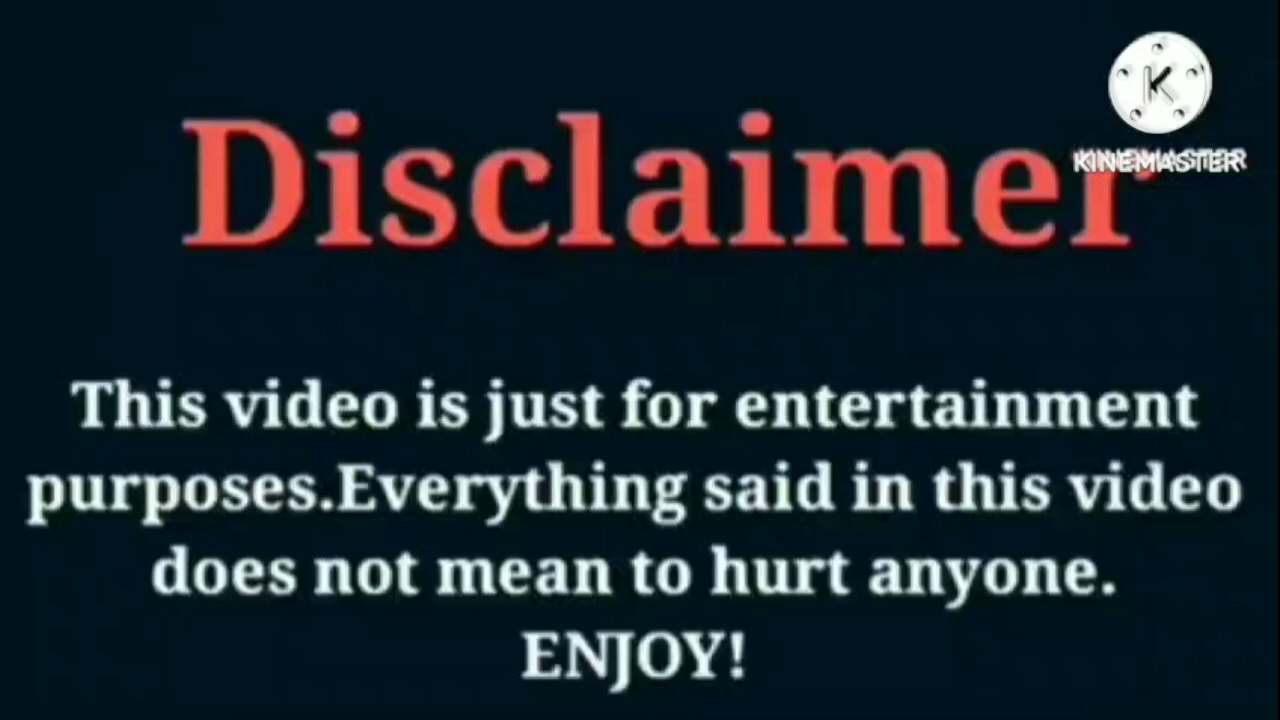 K
KINEMASTER
Disclaimer
This video is just for entertainment
purposes.Everything said in this video
does not mean to hurt anyone.
ENJOY!